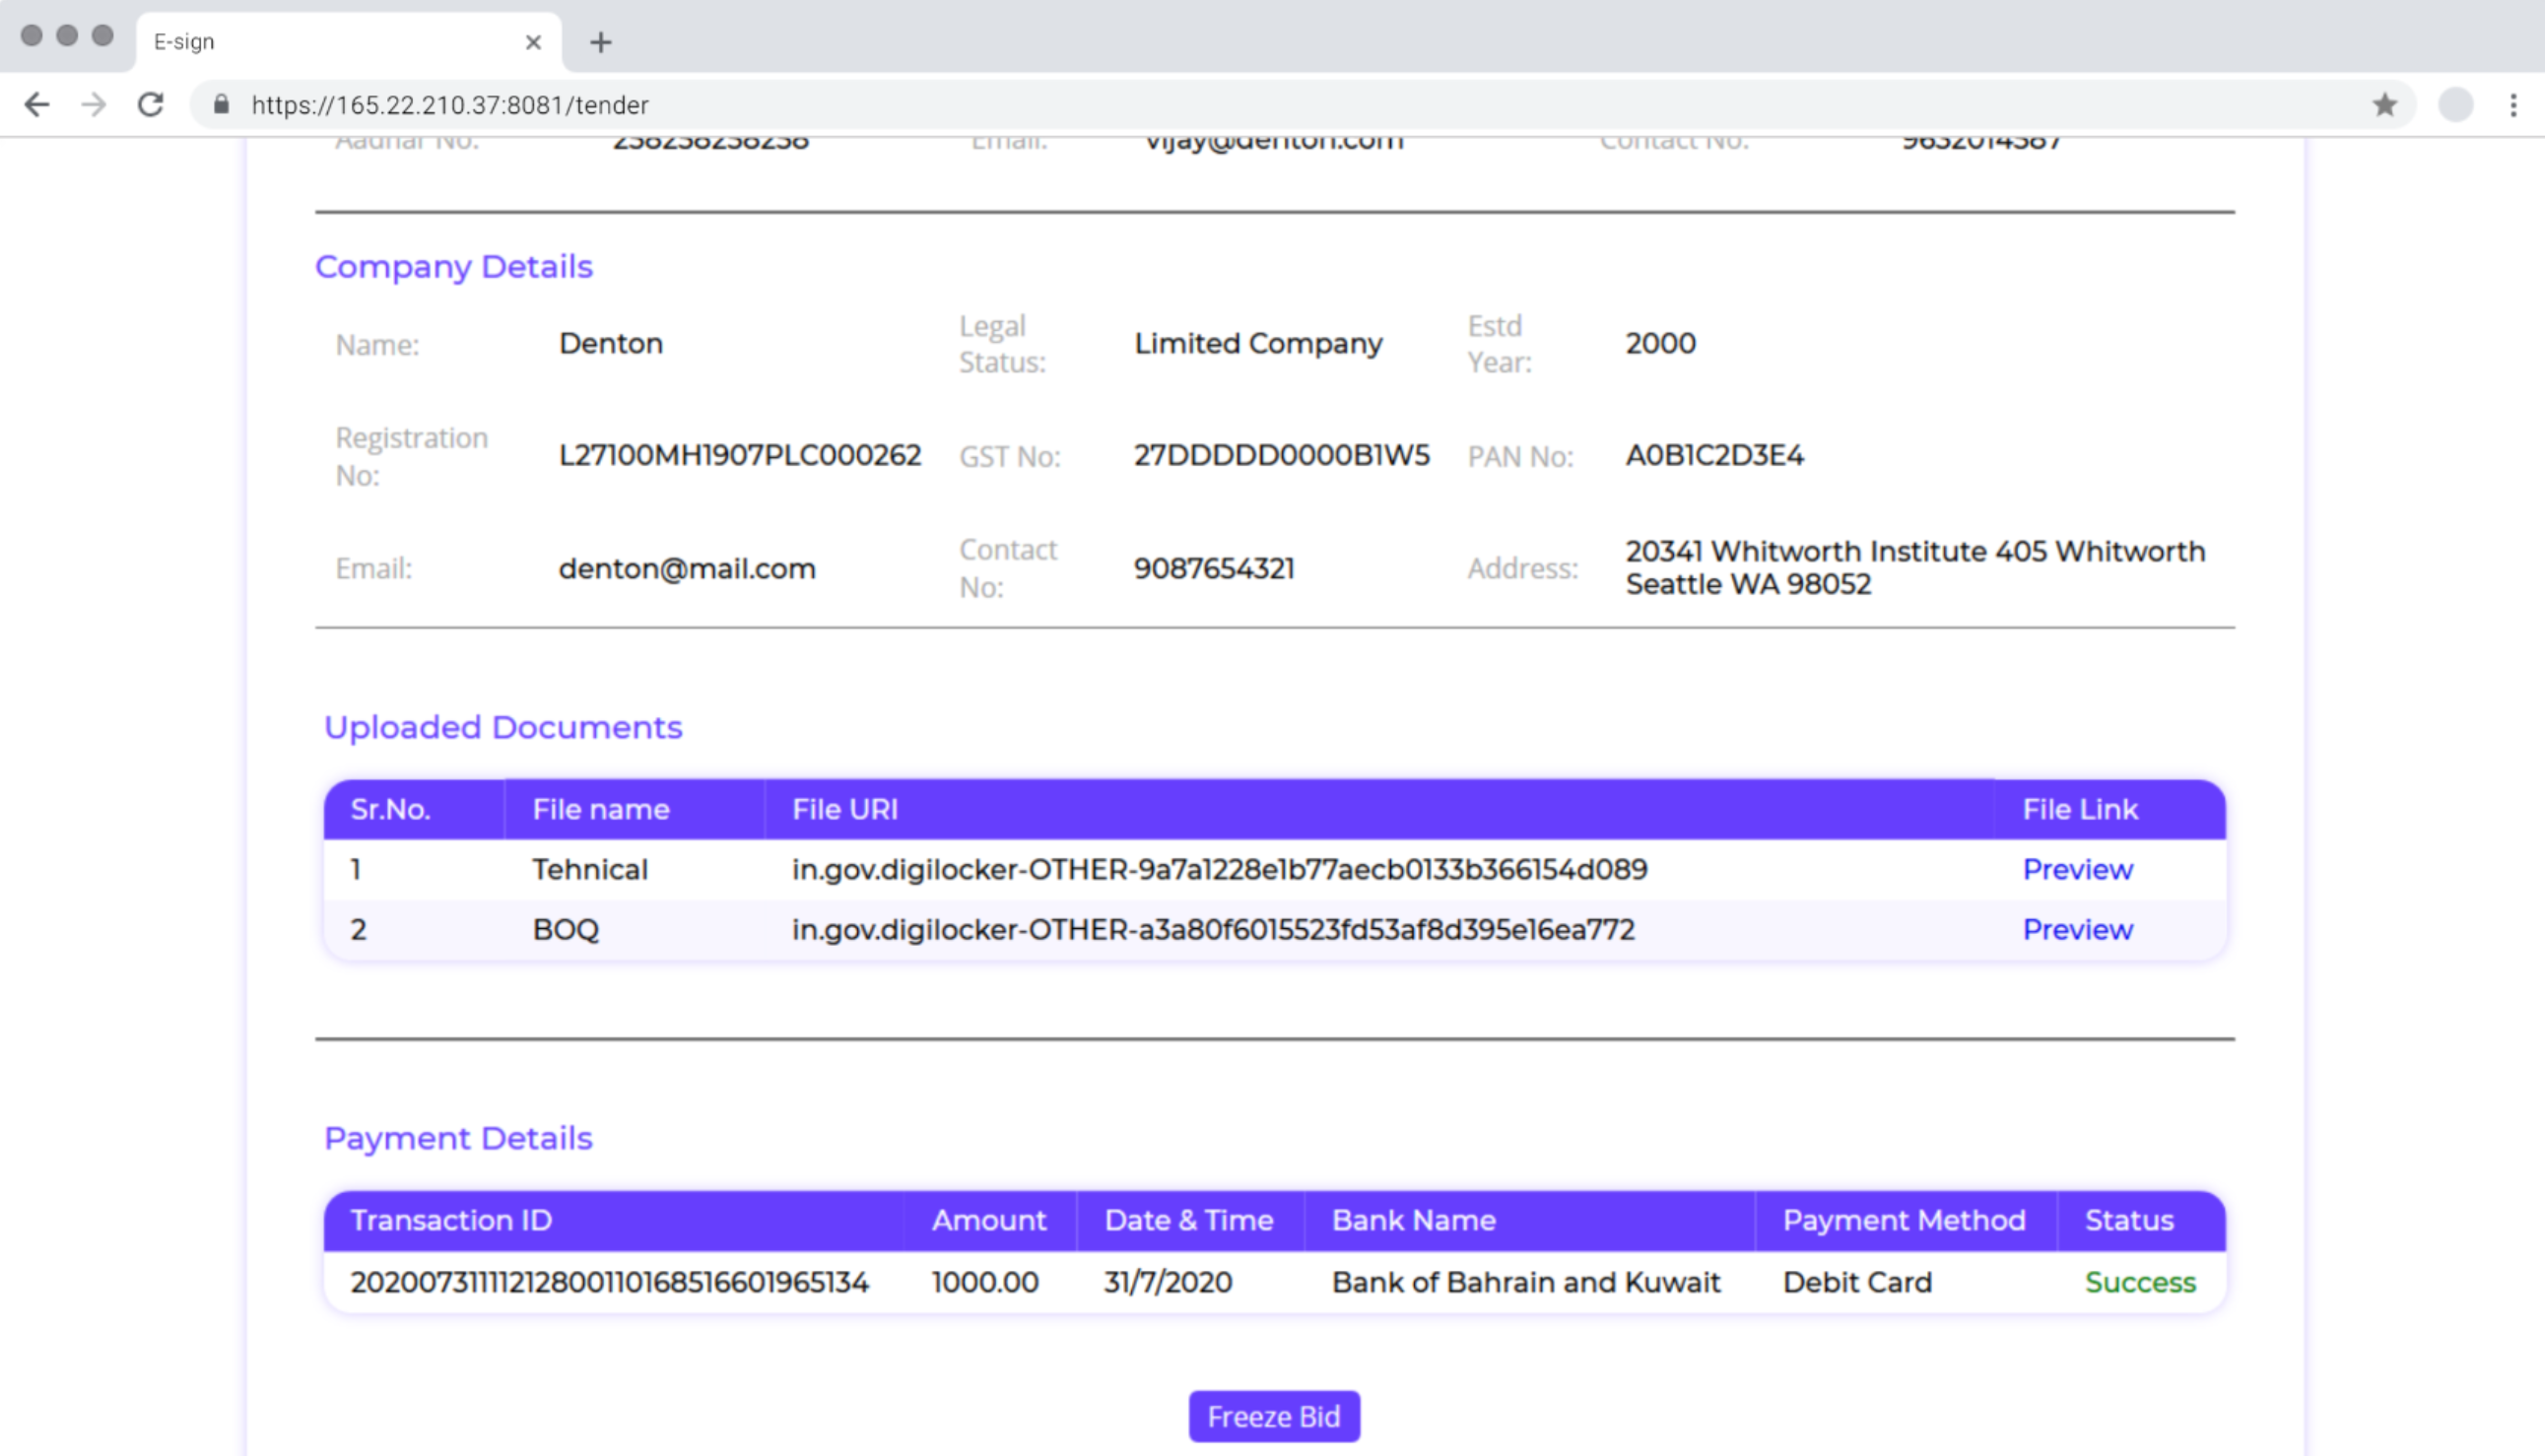 E-sign
https://165.22.210.37:8081/tender
Aadhar No: 258258258258 Email: vijay@denton.com Contact No: 9632014587
Company Details
Name: Denton Legal Status: Limited Company Estd Year: 2000
Registration No: L27100MH1907PLC000262 GST No: 27DDDDD0000B1W5 PAN No: A0B1C2D3E4
Email: denton@mail.com Contact No: 9087654321 Address: 20341 Whitworth Institute 405 Whitworth
Seattle WA 98052
Uploaded Documents
Sr.No. File name File URI File Link
1 Tehnical in.gov.digilocker-OTHER-9a7a1228e1b77aecb0133b366154d089 Preview
2 BOQ in.gov.digilocker-OTHER-a3a80f6015523fd53af8d395e16ea772 Preview
Payment Details
Transaction ID Amount Date & Time Bank Name Payment Method Status
20200731111212800110168516601965134 1000.00 31/7/2020 Bank of Bahrain and Kuwait Debit Card Success
Freeze Bid